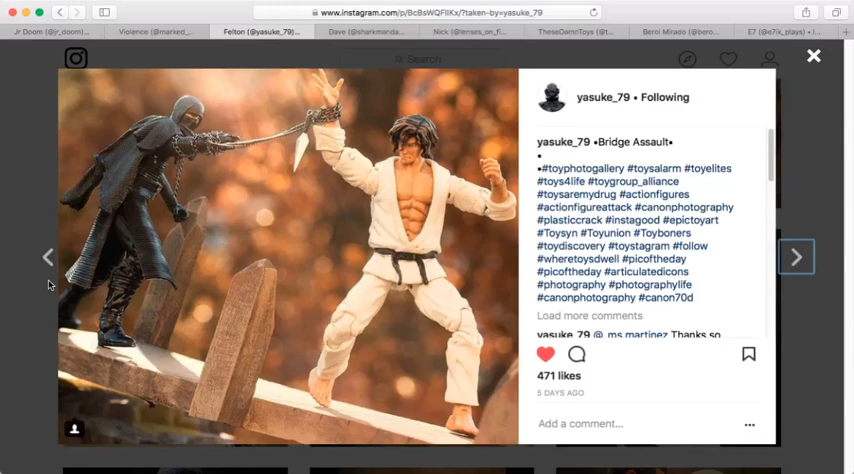 www.instagram.com/p/BcBsWQFIlKx/?taken-by=yasuke_79
Jr Doom (@jr_doom)...
Violence (@marked_...
Felton (@yasuke_79)...
Dave (@sharkmanda...
Nick (@lenses_on_fi...
TheseDamnToys (@t...
Beroi Mirado (@bero...
E7 (@e7ik_plays) • I...
Search
yasuke_79 • Following
yasuke_79 •Bridge Assault•
•
•#toyphotogallery #toysalarm #toyelites
#toys4life #toygroup_alliance
#toysaremydrug #actionfigures
#actionfigureattack #canonphotography
#plasticcrack #instagood #epictoyart
#Toysyn #Toyunion #Toyboners
#toydiscovery #toystagram #follow
#wheretoysdwell #picoftheday
#picoftheday #articulatedicons
#photography #photographylife
#canonphotography #canon70d
Load more comments
yasuke_79 @_ms.martinez Thanks so
471 likes
5 DAYS AGO
Add a comment...